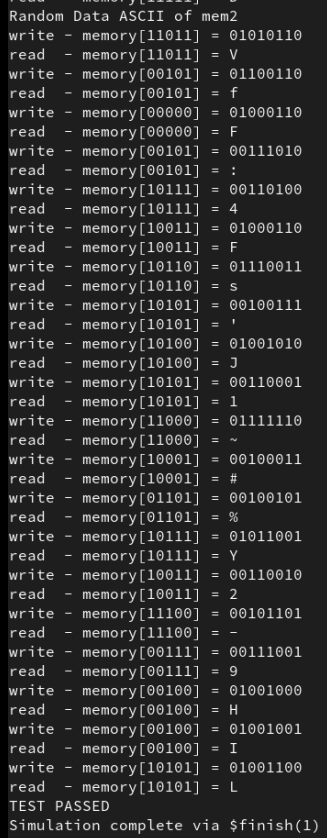 Random Data ASCII of mem2
write - memory[11011] = 01010110
read  - memory[11011] = V
write - memory[00101] = 01100110
read  - memory[00101] = f
write - memory[00000] = 01000110
read  - memory[00000] = F
write - memory[00101] = 00111010
read  - memory[00101] = :
write - memory[10111] = 00110100
read  - memory[10111] = 4
write - memory[10011] = 01000110
read  - memory[10011] = F
write - memory[10110] = 01110011
read  - memory[10110] = s
write - memory[10101] = 00100111
read  - memory[10101] = '
write - memory[10100] = 01001010
read  - memory[10100] = J
write - memory[10101] = 00110001
read  - memory[10101] = 1
write - memory[11000] = 01111110
read  - memory[11000] = ~
write - memory[10001] = 00100011
read  - memory[10001] = #
write - memory[01101] = 00100101
read  - memory[01101] = %
write - memory[10111] = 01011001
read  - memory[10111] = Y
write - memory[10011] = 00110010
read  - memory[10011] = 2
write - memory[11100] = 00101101
read  - memory[11100] = -
write - memory[00111] = 00111001
read  - memory[00111] = 9
write - memory[00100] = 01001000
read  - memory[00100] = H
write - memory[00100] = 01001001
read  - memory[00100] = I
write - memory[10101] = 01001100
read  - memory[10101] = L
TEST PASSED
Simulation complete via $finish(1)